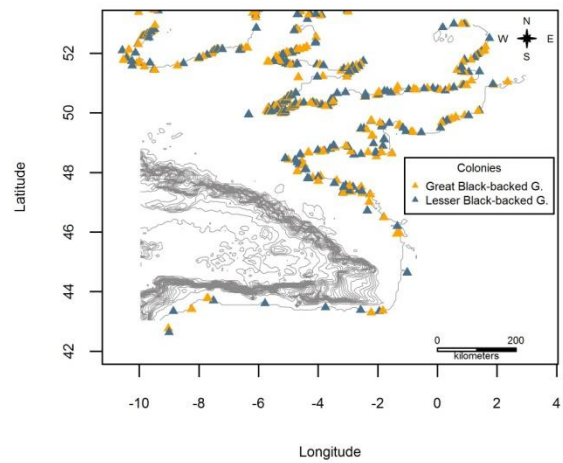 N
W E
S
52
50
48
46
44
42
Latitude
Colonies
Great Black-backed G.
Lesser Black-backed G.
0 200
kilometers
-10 -8 -6 -4 -2 0 2 4
Longitude